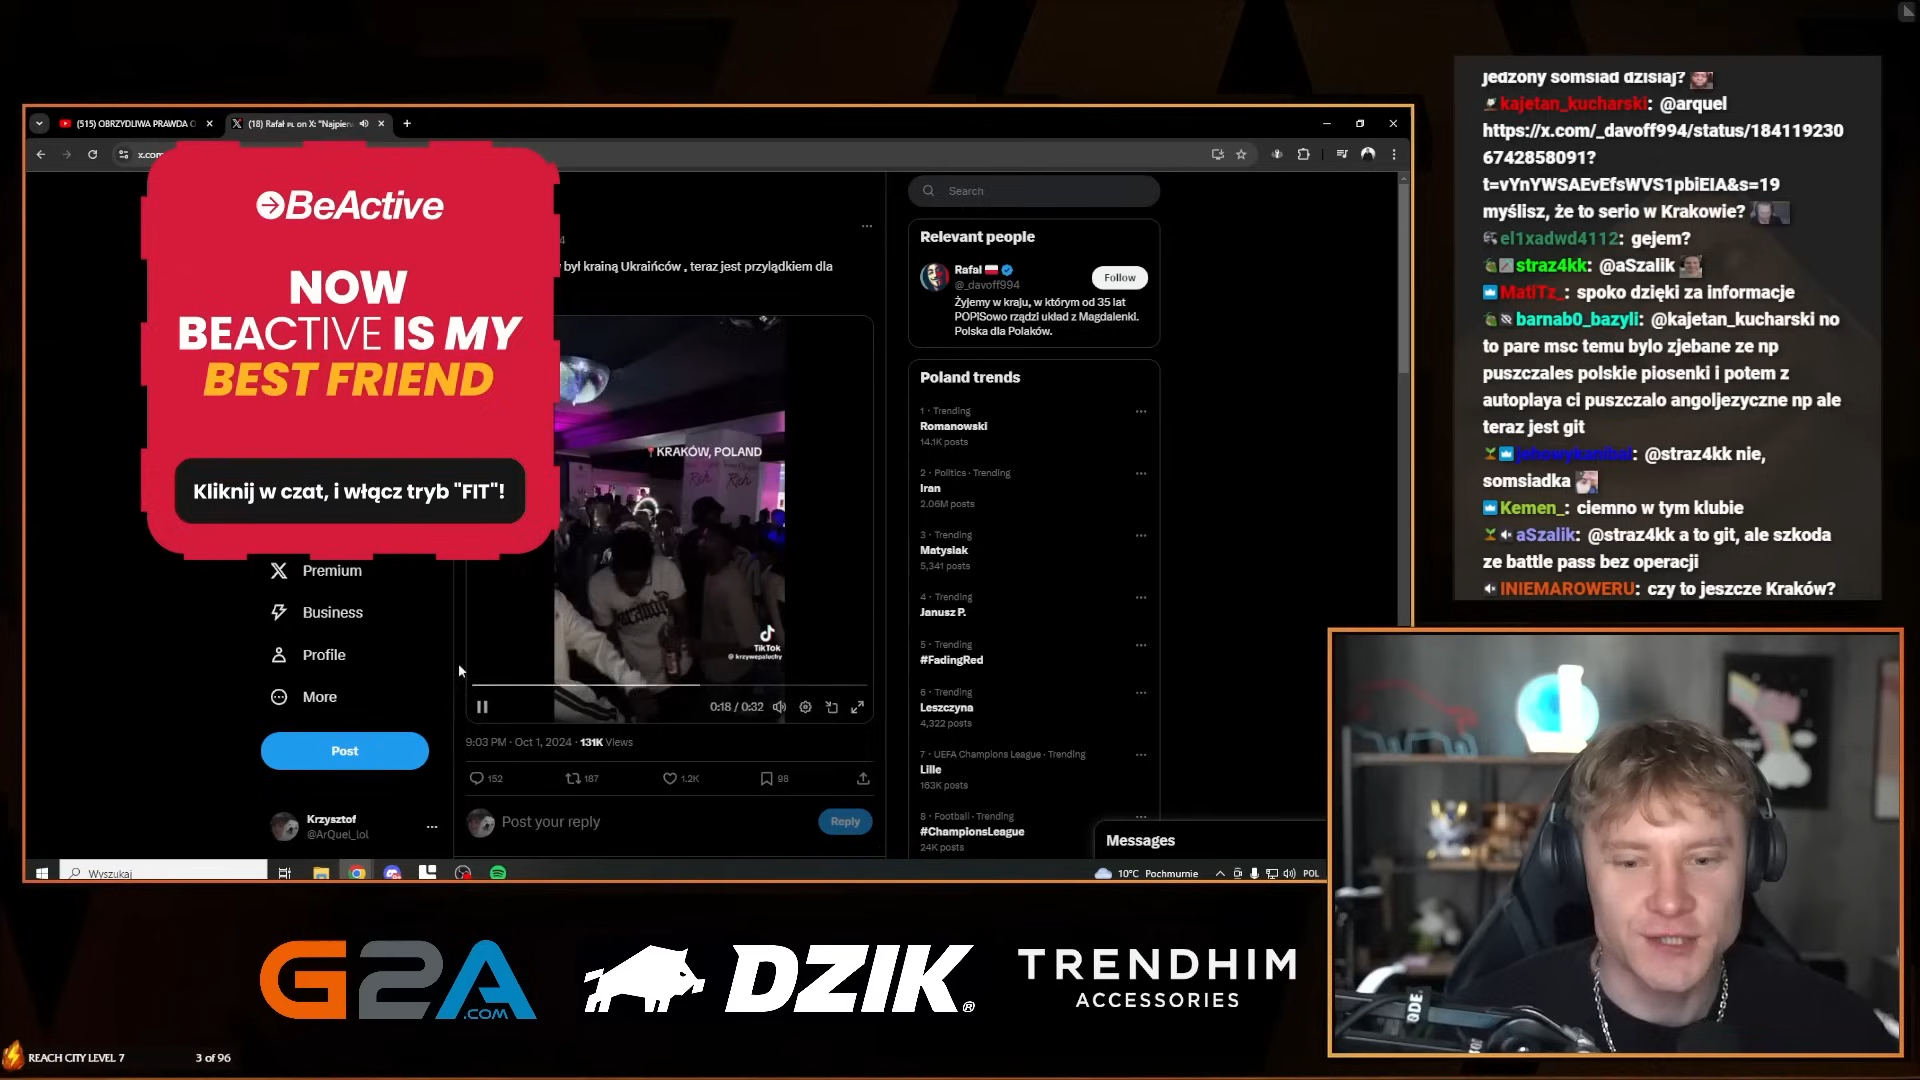 (515) OBRZYDLIWA PRAWDA O
(18) Rafał PL on X: "Najpierw
x.com
BeActive
NOW
BEACTIVE IS MY
BEST FRIEND
Kliknij w czat, i włącz tryb "FIT"!
był krainą Ukraińców , teraz jest przylądkiem dla
KRAKÓW, POLAND
TikTok
@krzywepaluchy
0:18 / 0:32
9:03 PM · Oct 1, 2024 · 131K Views
152
187
1.2K
98
Post your reply
Reply
Premium
Business
Profile
More
Post
Krzysztof
@ArQuel_lol
Search
Relevant people
Rafał
@_davoff994
Follow
Żyjemy w kraju, w którym od 35 lat
POPISowo rządzi układ z Magdalenki.
Polska dla Polaków.
Poland trends
1 · Trending
Romanowski
14.1K posts
2 · Politics · Trending
Iran
2.06M posts
3 · Trending
Matysiak
5,341 posts
4 · Trending
Janusz P.
5 · Trending
#FadingRed
6 · Trending
Leszczyna
4,322 posts
7 · UEFA Champions League · Trending
Lille
163K posts
8 · Football · Trending
#ChampionsLeague
24K posts
Messages
Wyszukaj
10°C Pochmurnie
POL
jedzony somsiad dzisiaj?
kajetan_kucharski: @arquel
https://x.com/_davoff994/status/184119230
6742858091?
t=vYnYWSAEvEfsWVS1pbiEIA&s=19
myślisz, że to serio w Krakowie?
el1xadwd4112: gejem?
straz4kk: @aSzalik
MatiTz_: spoko dzięki za informacje
barnab0_bazyli: @kajetan_kucharski no
to pare msc temu bylo zjebane ze np
puszczales polskie piosenki i potem z
autoplaya ci puszczalo angoljezyczne np ale
teraz jest git
@straz4kk nie,
somsiadka
Kemen_: ciemno w tym klubie
aSzalik: @straz4kk a to git, ale szkoda
ze battle pass bez operacji
INIEMAROWERU: czy to jeszcze Kraków?
G2A
.COM
DZIK®
TRENDHIM
ACCESSORIES
REACH CITY LEVEL 7
3 of 96